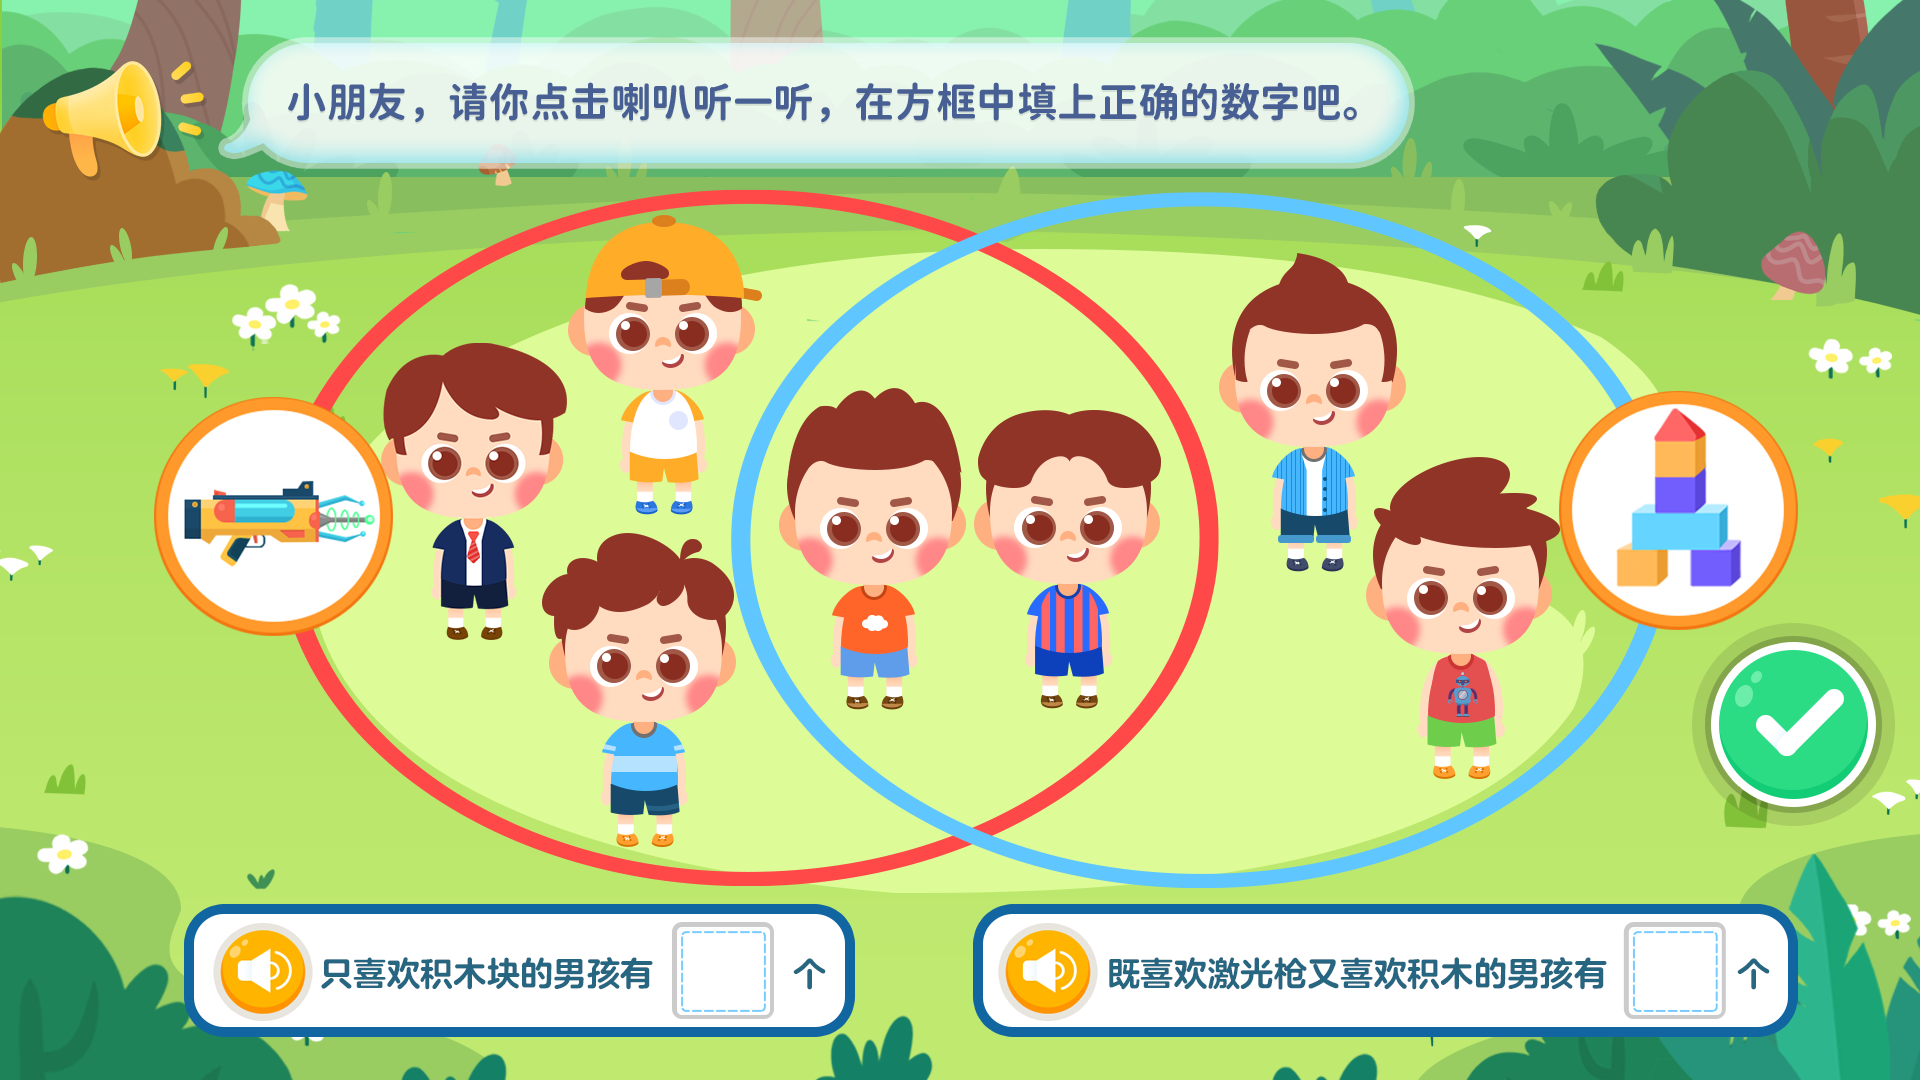 小朋友，请你点击喇叭听一听，在方框中填上正确的数字吧。
只喜欢积木块的男孩有 个
既喜欢激光枪又喜欢积木的男孩有 个